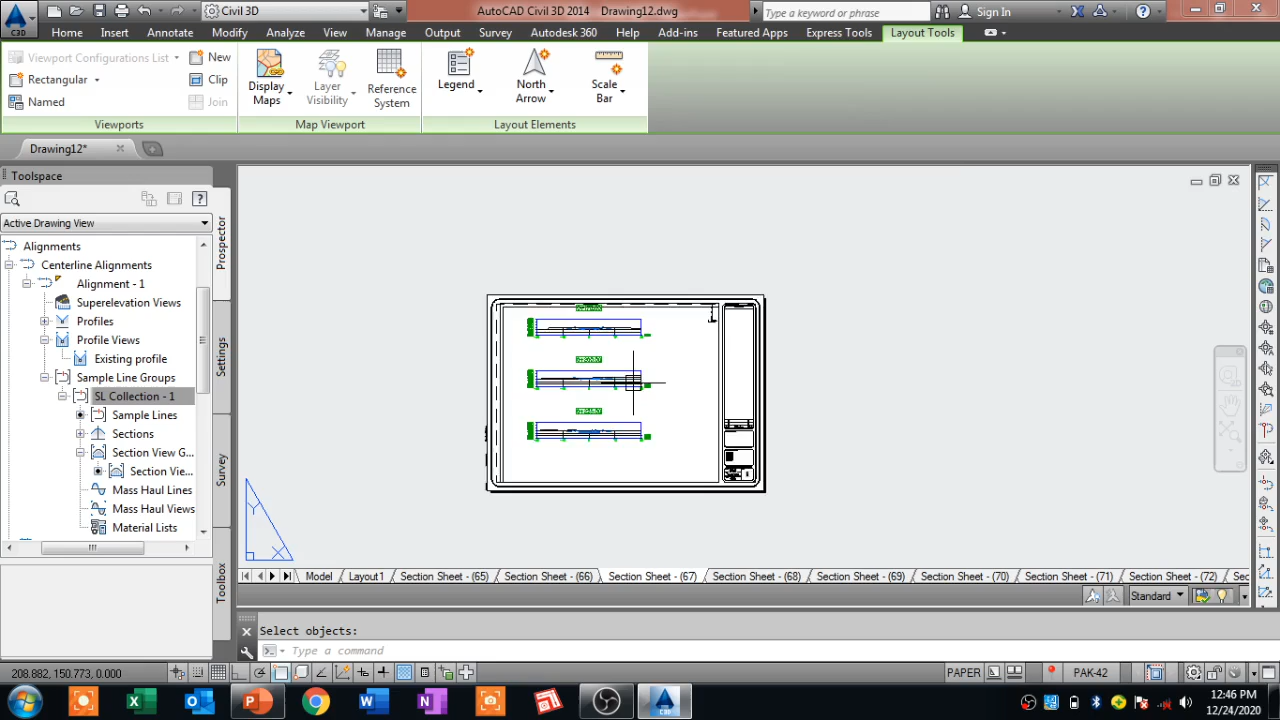 Civil 3D
AutoCAD Civil 3D 2014 Drawing12.dwg
Type a keyword or phrase
Sign In
C3D
Home Insert Annotate Modify Analyze View Manage Output Survey Autodesk 360 Help Add-ins Featured Apps Express Tools Layout Tools
Viewport Configurations List
New
Rectangular
Clip
Named
Join
Display Maps
Layer Visibility
Reference System
Legend
North Arrow
Scale Bar
Viewports Map Viewport Layout Elements
Drawing12*
Toolspace
Active Drawing View
Alignments
Centerline Alignments
Alignment - 1
Superelevation Views
Profiles
Profile Views
Existing profile
Sample Line Groups
SL Collection - 1
Sample Lines
Sections
Section View G...
Section Vie...
Mass Haul Lines
Mass Haul Views
Material Lists
Prospector
Settings
Survey
Toolbox
Y
X
Model Layout1 Section Sheet - (65) Section Sheet - (66) Section Sheet - (67) Section Sheet - (68) Section Sheet - (69) Section Sheet - (70) Section Sheet - (71) Section Sheet - (72) Sec
Standard
Select objects:
Type a command
208.882, 150.773, 0.000
PAPER
PAK-42
12:46 PM
12/24/2020